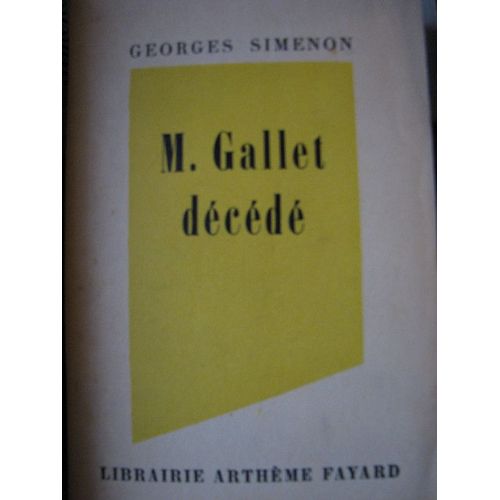 GEORGES SIMENON
M. Gallet
décédé
LIBRAIRIE ARTHÈME FAYARD